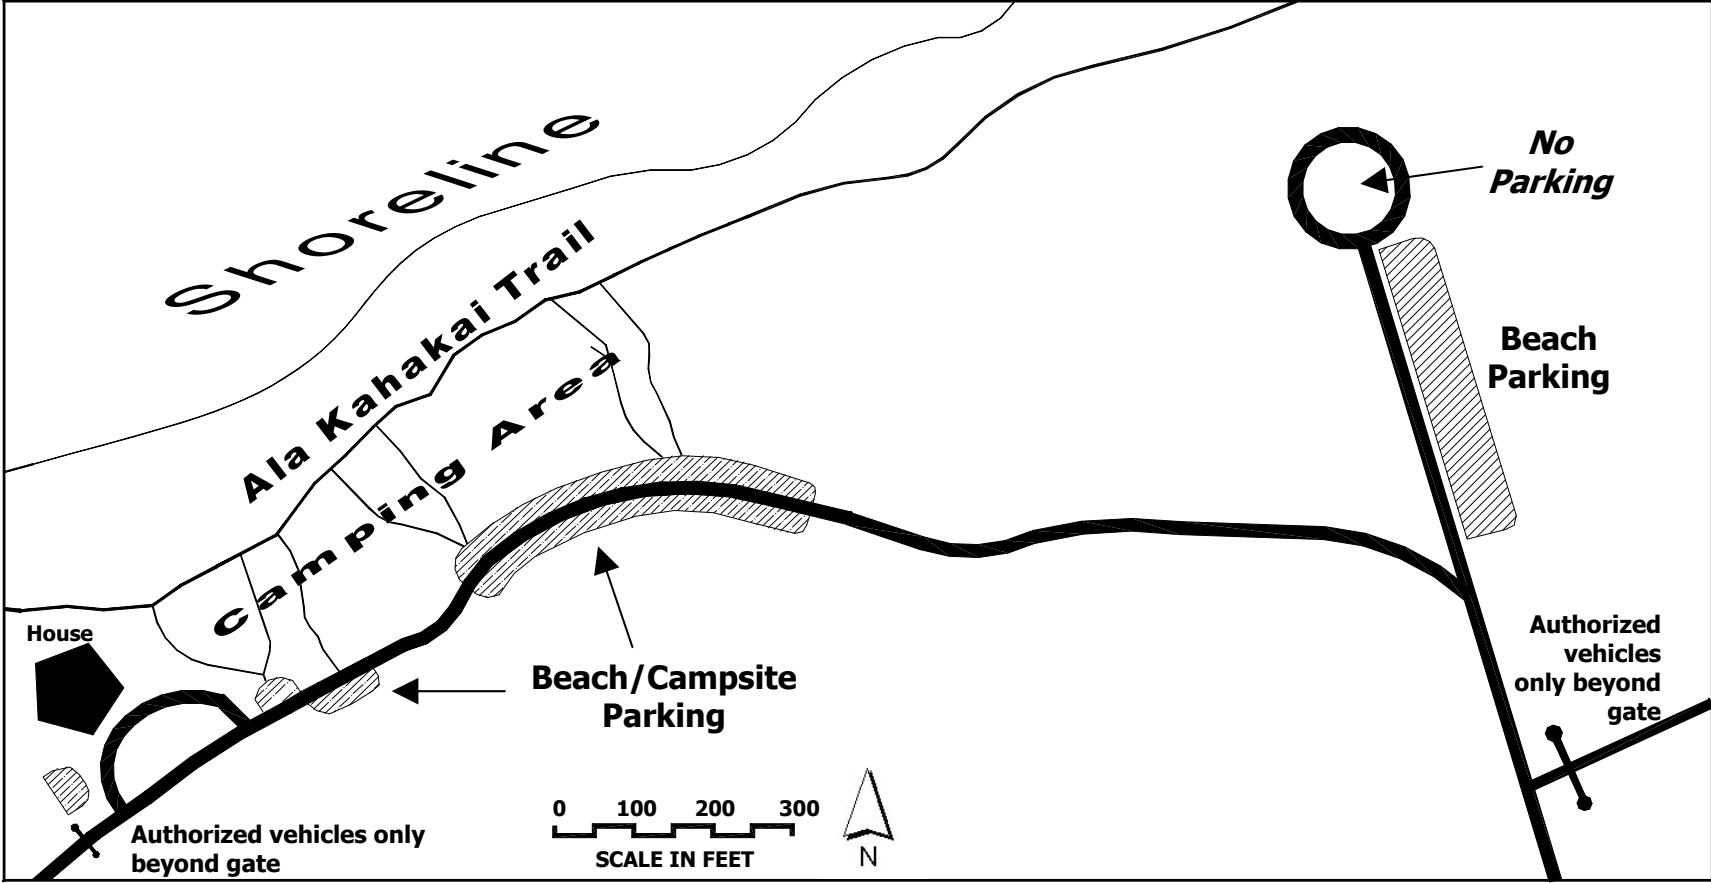 Shoreline
No
Parking
Ala Kahakai Trail
Beach
Parking
Camping Area
House
Authorized
vehicles
only beyond
gate
Beach/Campsite
Parking
0 100 200 300
SCALE IN FEET
N
Authorized vehicles only
beyond gate